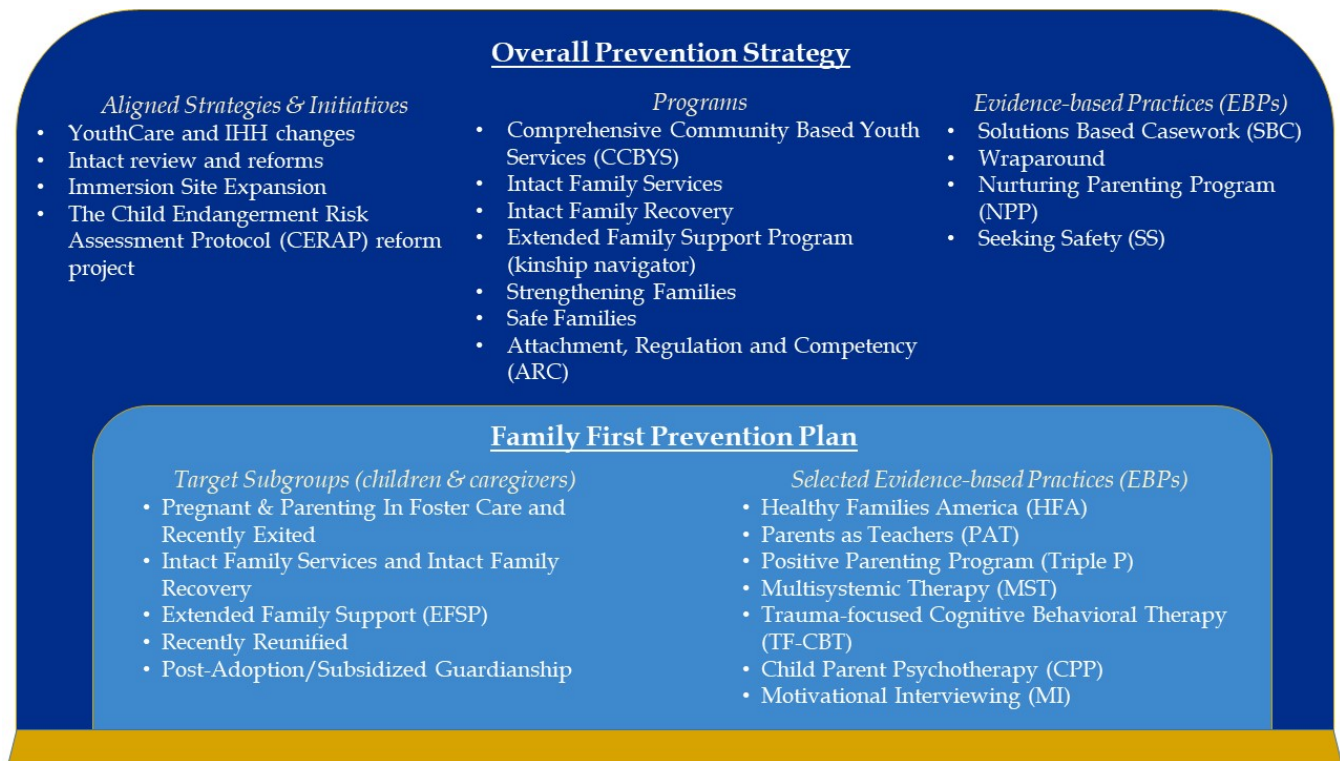 Overall Prevention Strategy
Aligned Strategies & Initiatives
• YouthCare and IHH changes
• Intact review and reforms
• Immersion Site Expansion
• The Child Endangerment Risk
Assessment Protocol (CERAP) reform
project
Programs
• Comprehensive Community Based Youth
Services (CCBYS)
• Intact Family Services
• Intact Family Recovery
• Extended Family Support Program
(kinship navigator)
• Strengthening Families
• Safe Families
• Attachment, Regulation and Competency
(ARC)
Evidence-based Practices (EBPs)
• Solutions Based Casework (SBC)
• Wraparound
• Nurturing Parenting Program
(NPP)
• Seeking Safety (SS)
Family First Prevention Plan
Target Subgroups (children & caregivers)
• Pregnant & Parenting In Foster Care and
Recently Exited
• Intact Family Services and Intact Family
Recovery
• Extended Family Support (EFSP)
• Recently Reunified
• Post-Adoption/Subsidized Guardianship
Selected Evidence-based Practices (EBPs)
• Healthy Families America (HFA)
• Parents as Teachers (PAT)
• Positive Parenting Program (Triple P)
• Multisystemic Therapy (MST)
• Trauma-focused Cognitive Behavioral Therapy
(TF-CBT)
• Child Parent Psychotherapy (CPP)
• Motivational Interviewing (MI)